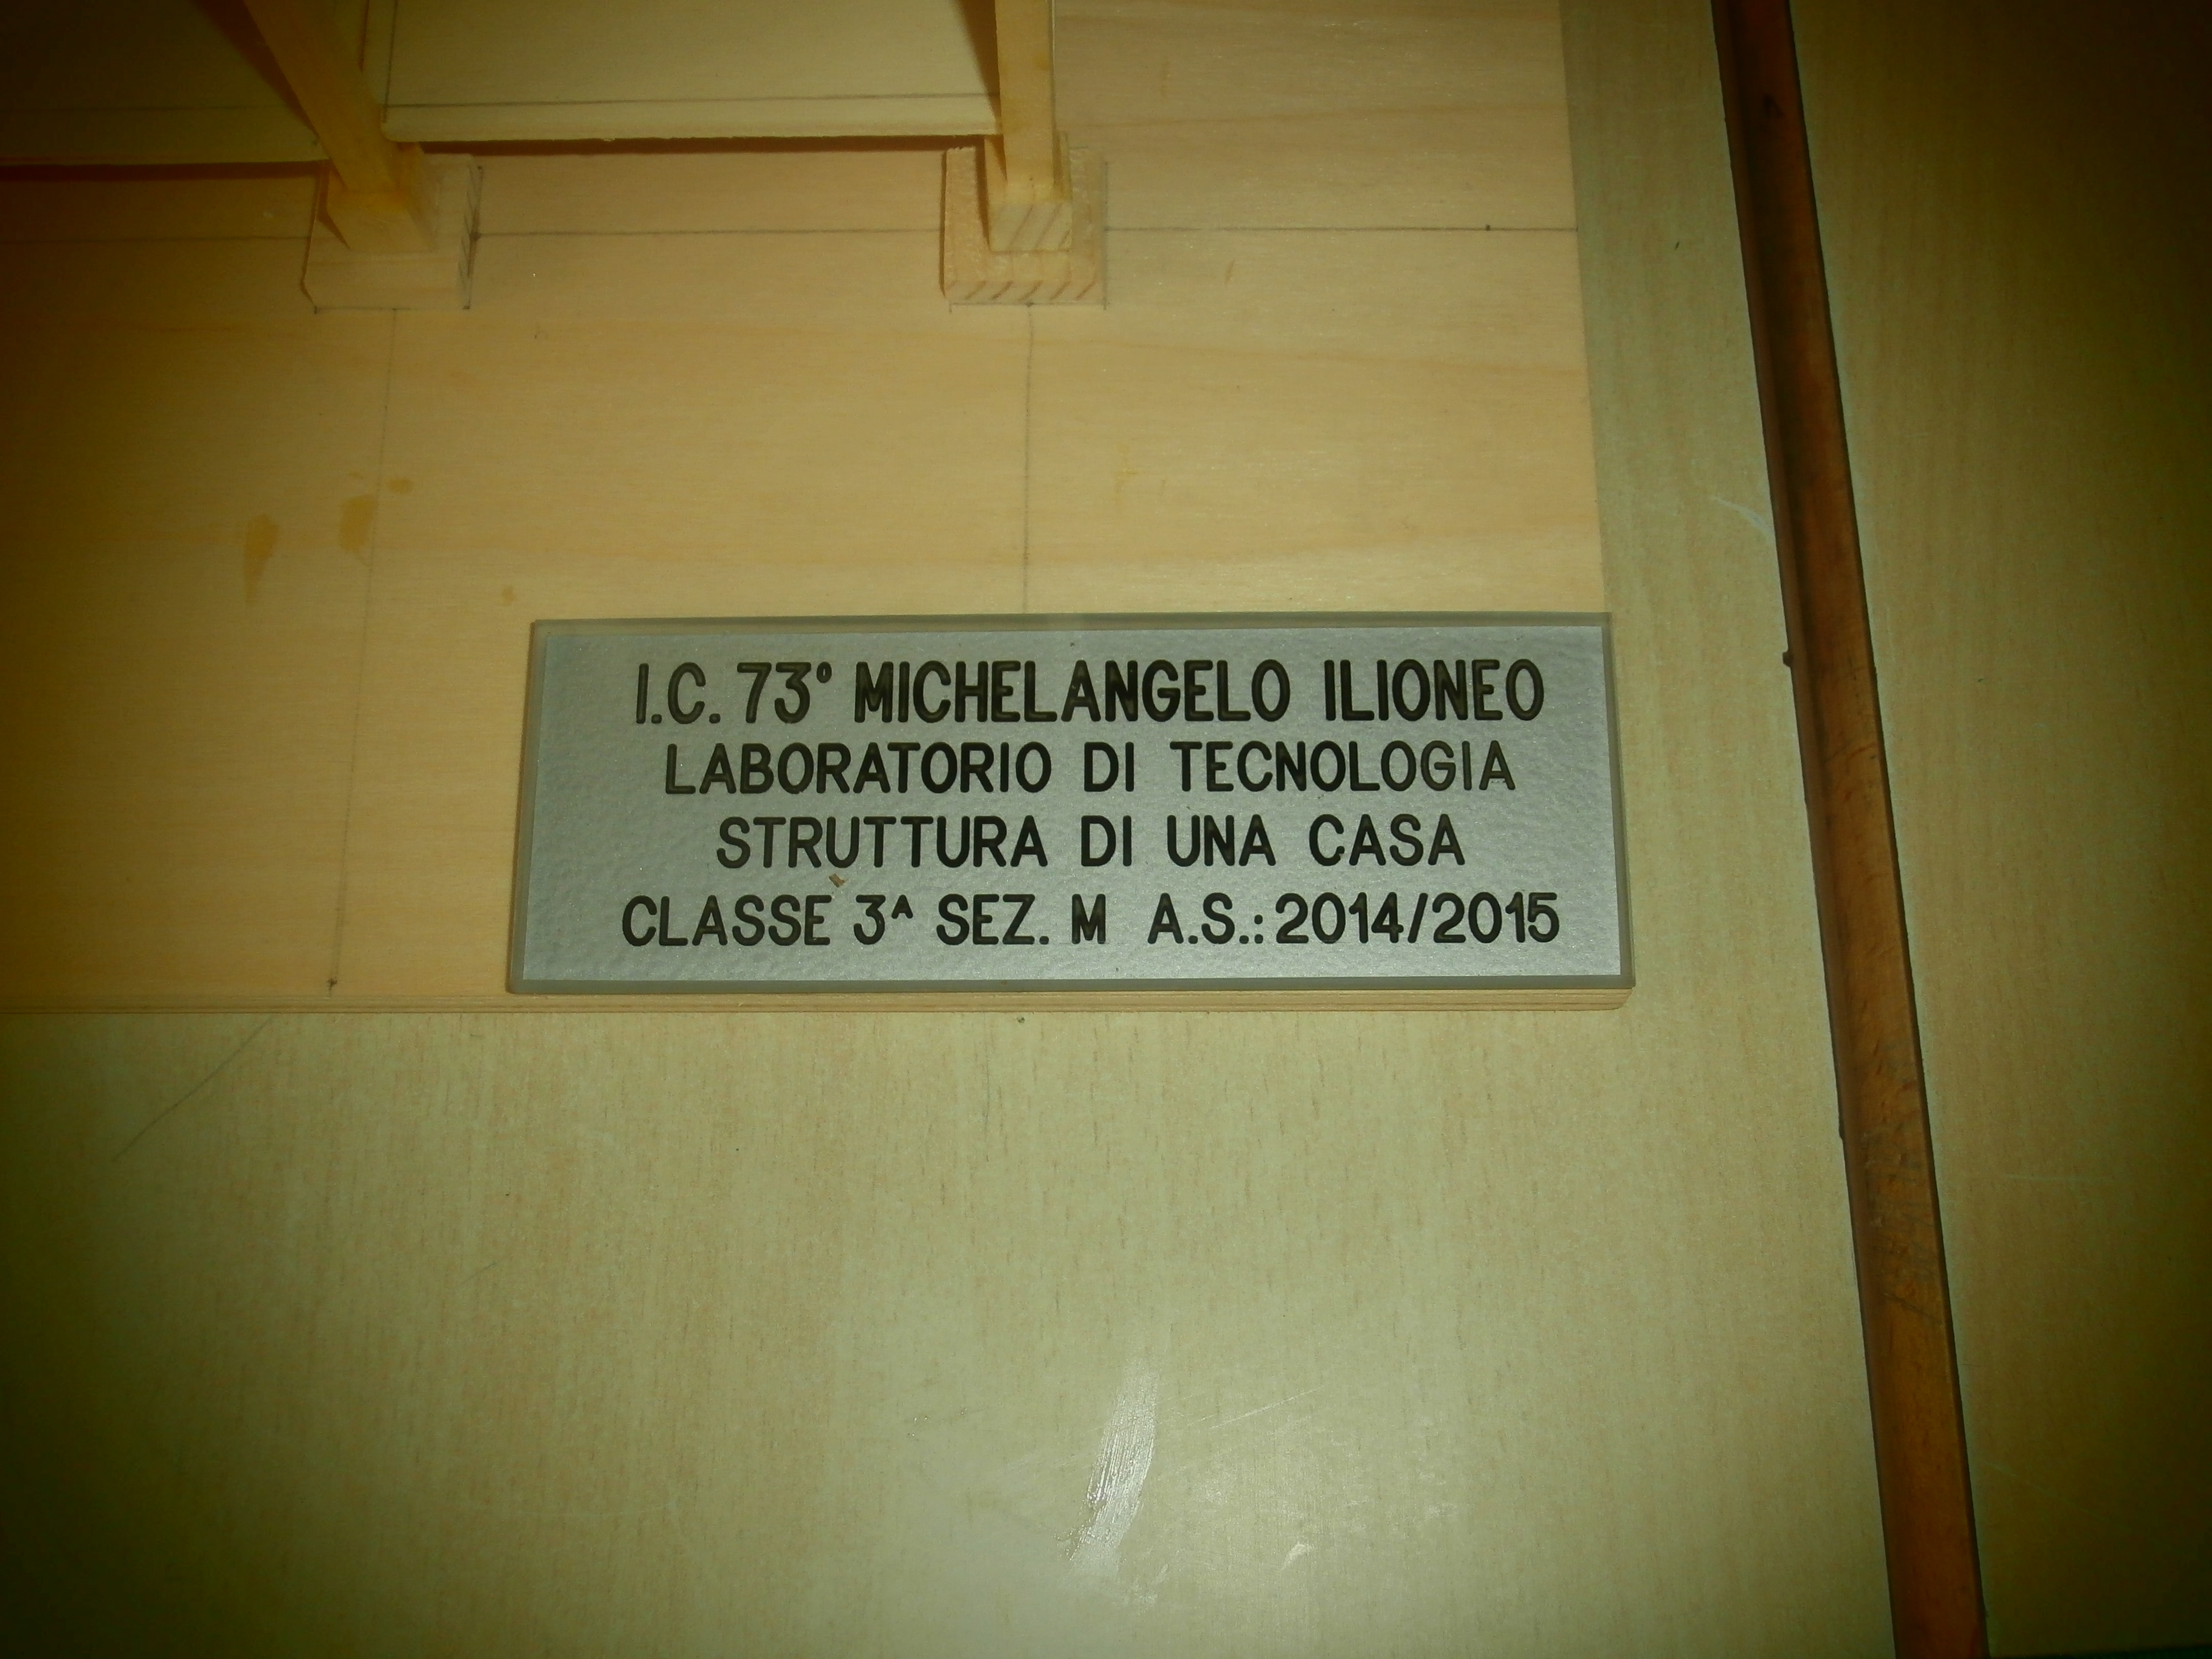 I.C. 73° MICHELANGELO ILIONEO
LABORATORIO DI TECNOLOGIA
STRUTTURA DI UNA CASA
CLASSE 3^ SEZ. M A.S.: 2014/2015